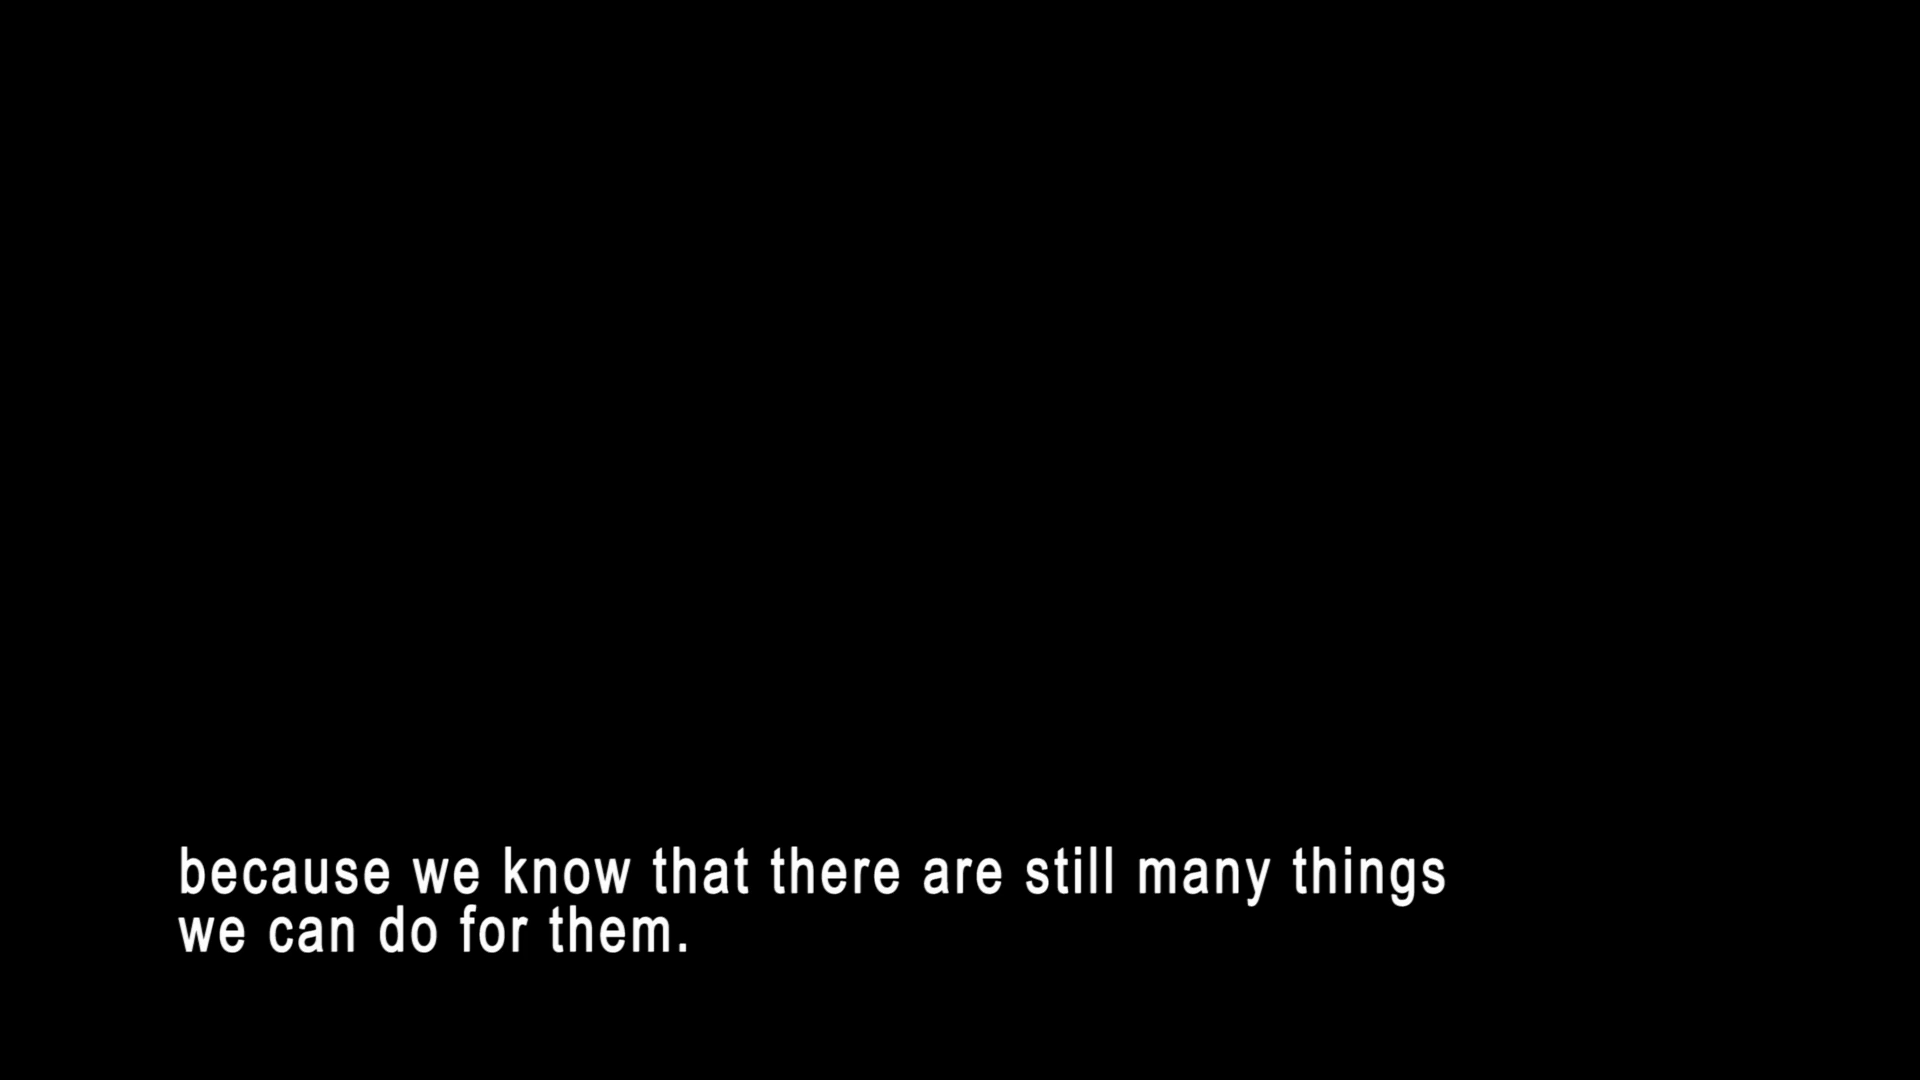 because we know that there are still many things
we can do for them.